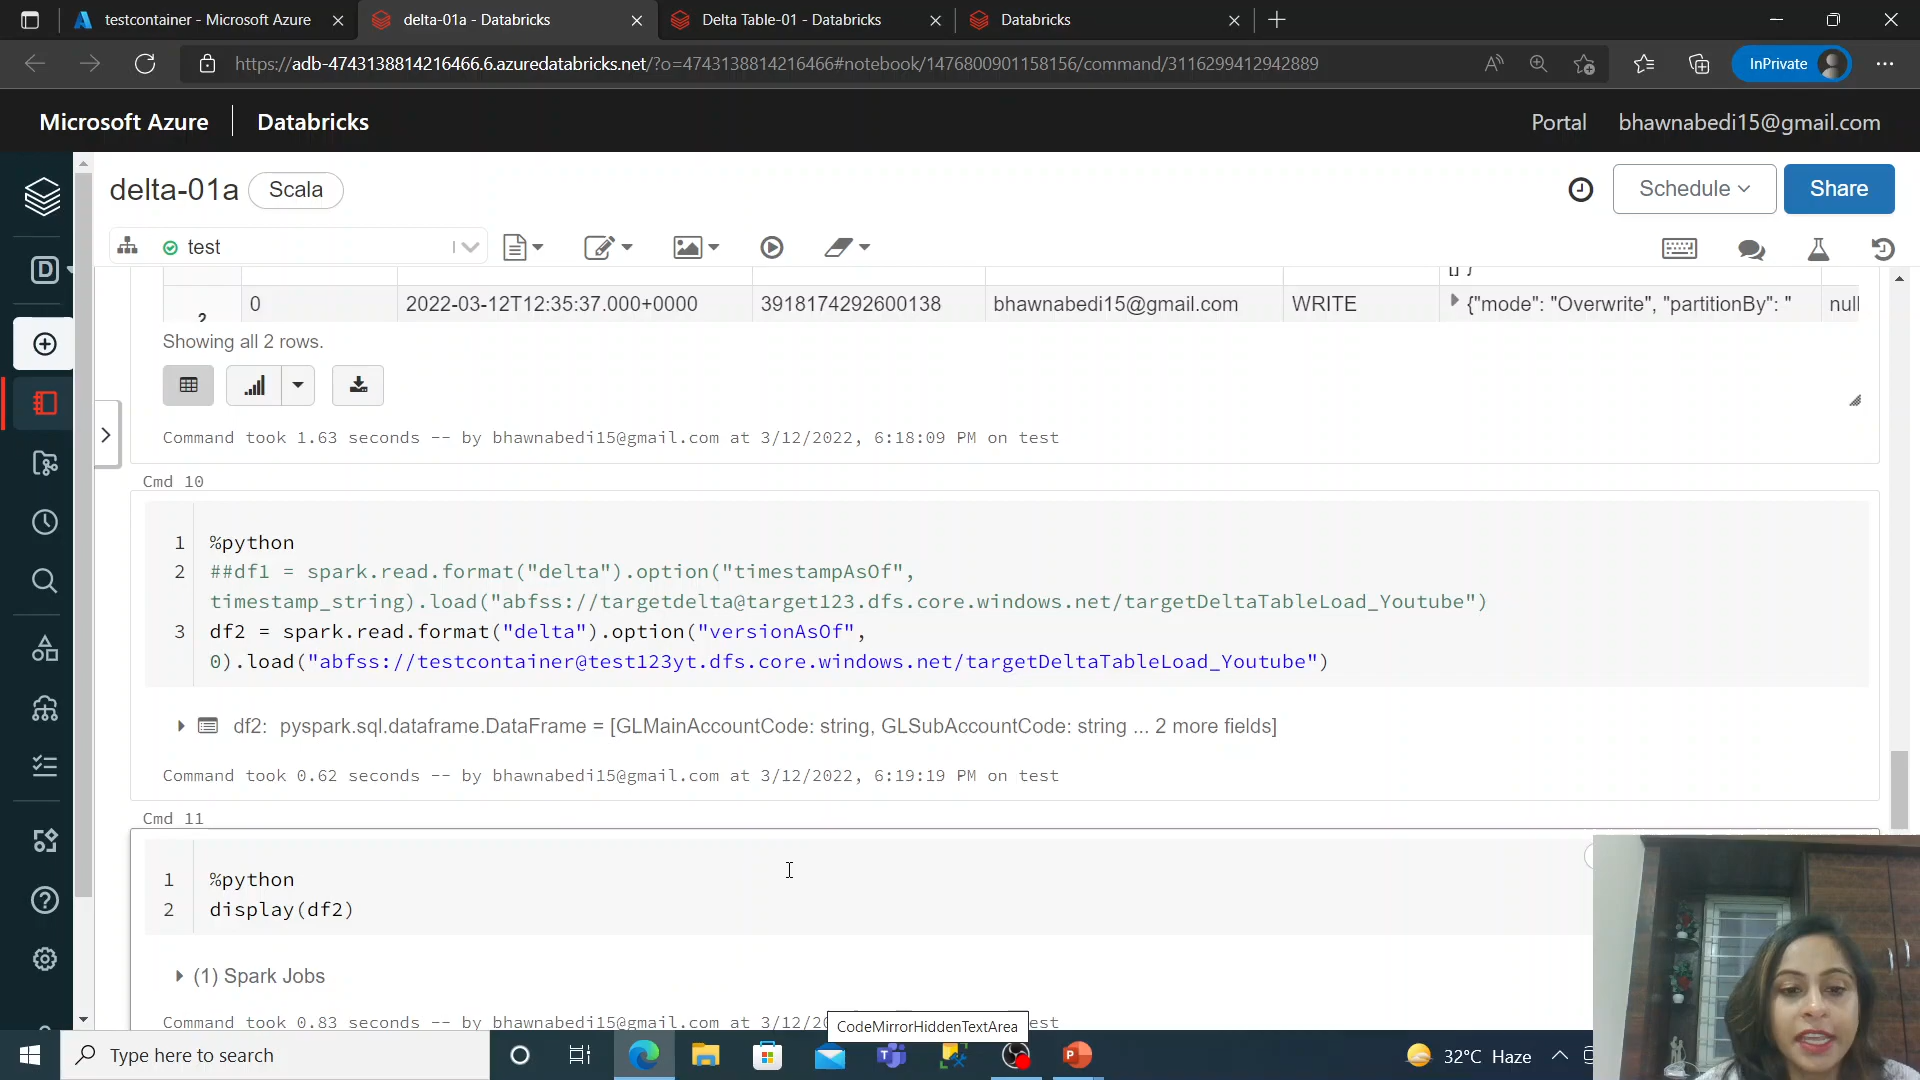 testcontainer - Microsoft Azure
delta-01a - Databricks
Delta Table-01 - Databricks
Databricks
https://adb-4743138814216466.6.azuredatabricks.net/?o=4743138814216466#notebook/1476800901158156/command/3116299412942889
InPrivate
Microsoft Azure
Databricks
Portal
bhawnabedi15@gmail.com
delta-01a
Scala
Schedule
Share
test
2 0 2022-03-12T12:35:37.000+0000 3918174292600138 bhawnabedi15@gmail.com WRITE {"mode": "Overwrite", "partitionBy": " null
Showing all 2 rows.
Command took 1.63 seconds -- by bhawnabedi15@gmail.com at 3/12/2022, 6:18:09 PM on test
Cmd 10
1 %python
2 ##df1 = spark.read.format("delta").option("timestampAsOf",
timestamp_string).load("abfss://targetdelta@target123.dfs.core.windows.net/targetDeltaTableLoad_Youtube")
3 df2 = spark.read.format("delta").option("versionAsOf",
0).load("abfss://testcontainer@test123yt.dfs.core.windows.net/targetDeltaTableLoad_Youtube")
df2: pyspark.sql.dataframe.DataFrame = [GLMainAccountCode: string, GLSubAccountCode: string ... 2 more fields]
Command took 0.62 seconds -- by bhawnabedi15@gmail.com at 3/12/2022, 6:19:19 PM on test
Cmd 11
1 %python
2 display(df2)
(1) Spark Jobs
Command took 0.83 seconds -- by bhawnabedi15@gmail.com at 3/12/20
CodeMirrorHiddenTextArea
Type here to search
32°C Haze